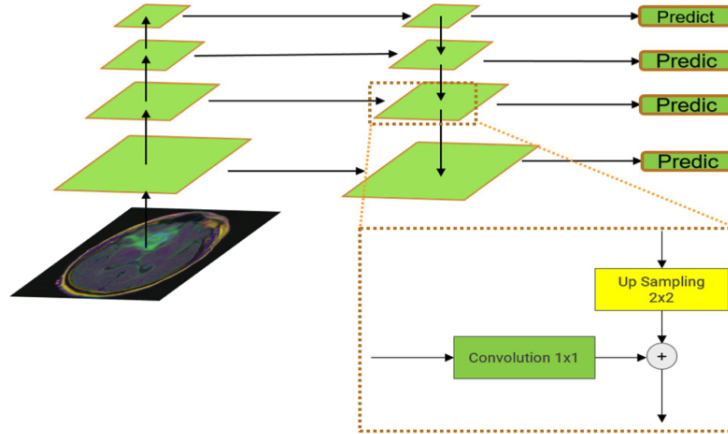 Predict
Predic
Predic
Predic
Up Sampling
2x2
Convolution 1x1
+